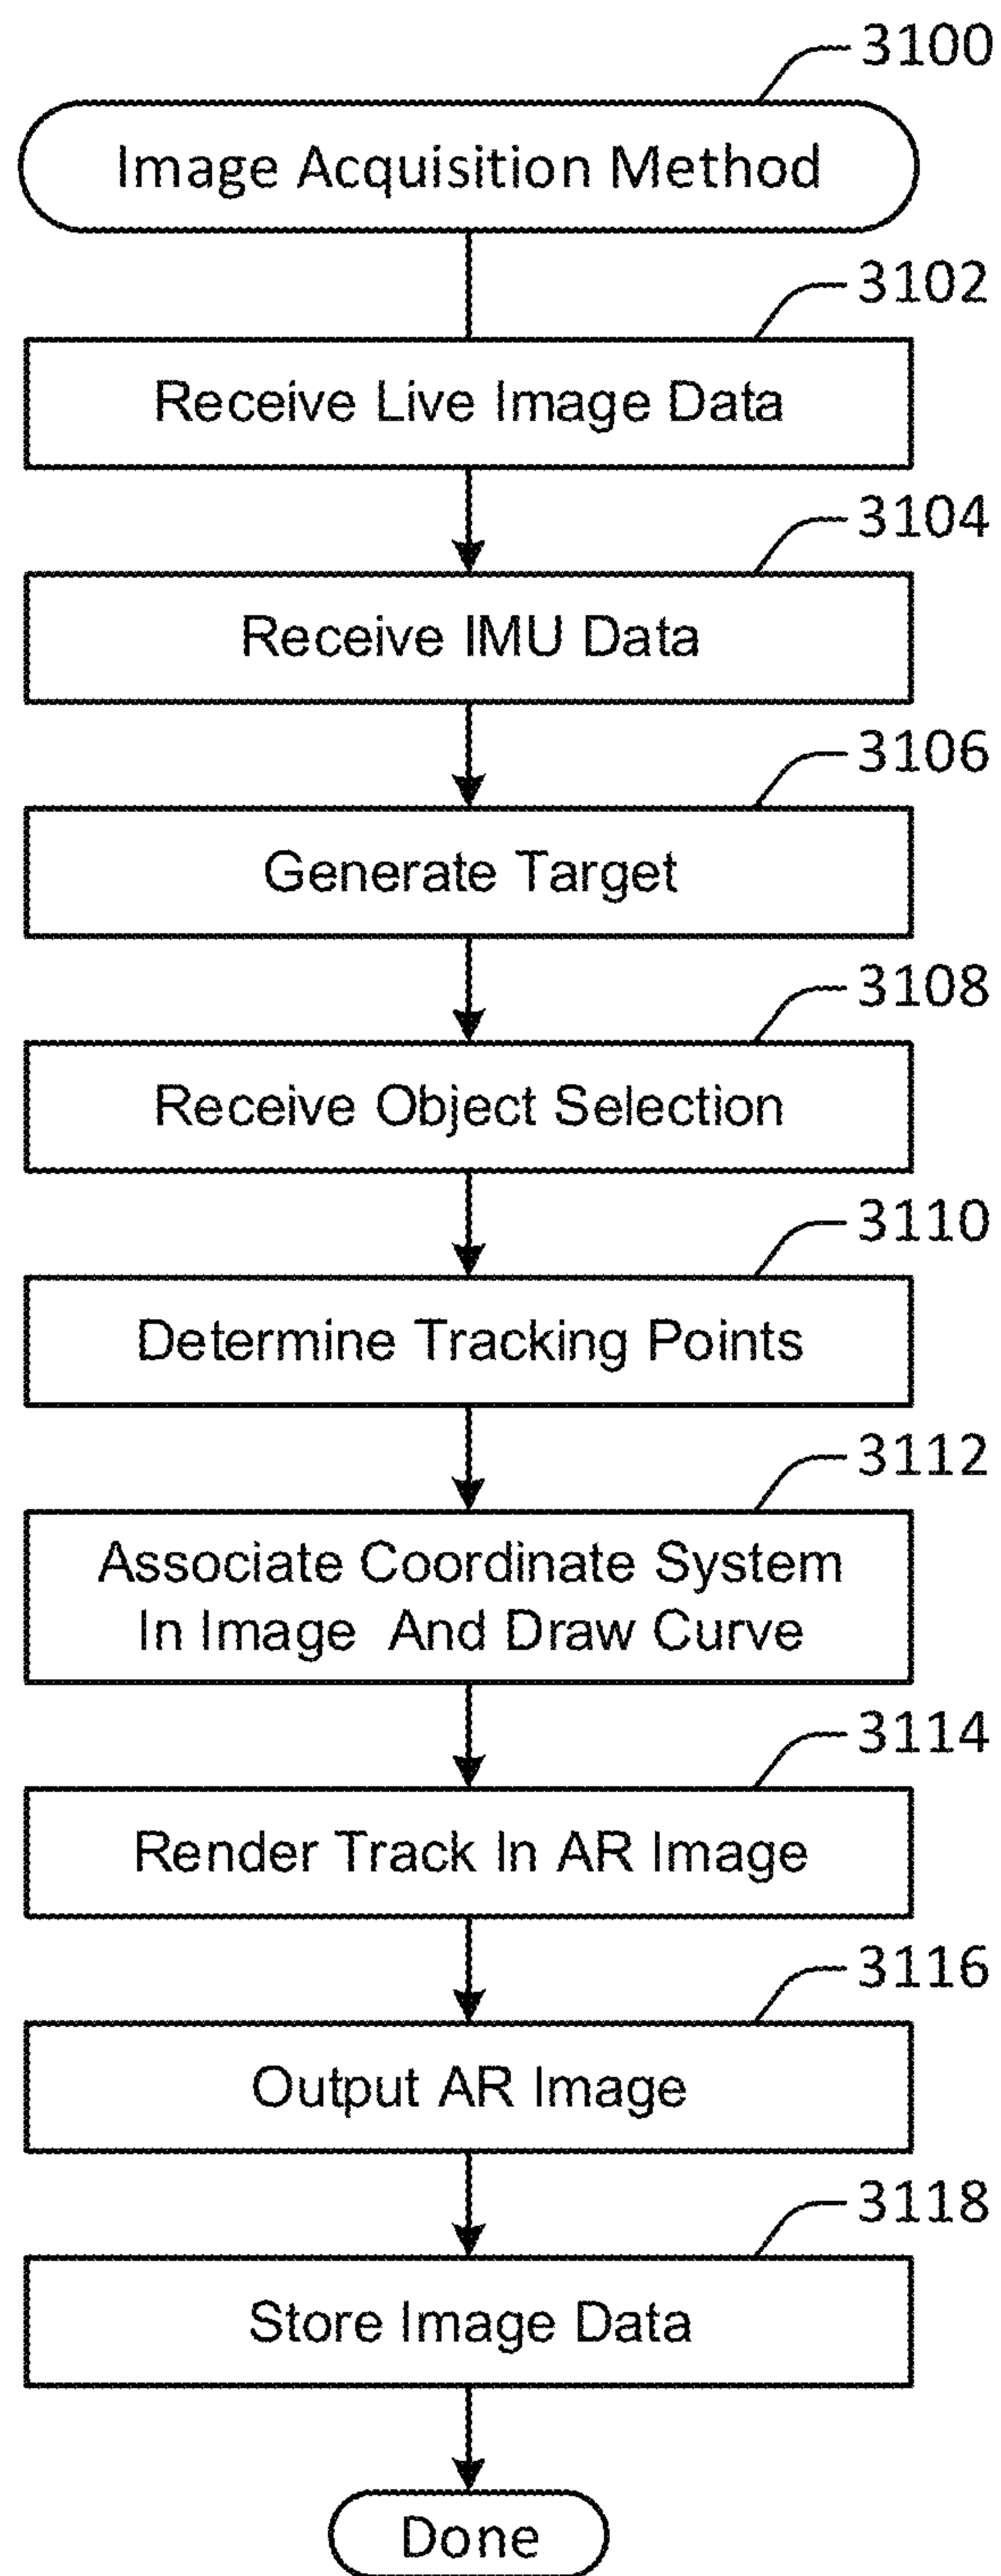 3100
Image Acquisition Method
3102
Receive Live Image Data
3104
Receive IMU Data
3106
Generate Target
3108
Receive Object Selection
3110
Determine Tracking Points
3112
Associate Coordinate System
In Image And Draw Curve
3114
Render Track In AR Image
3116
Output AR Image
3118
Store Image Data
Done